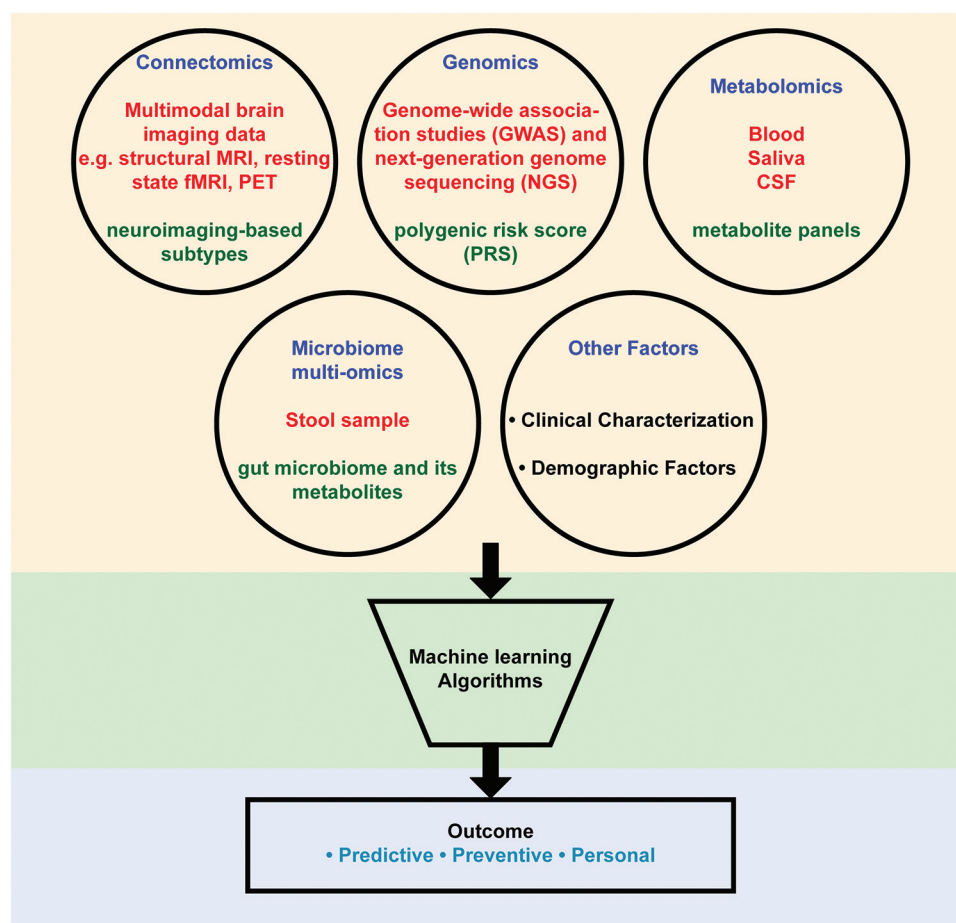 Connectomics
Multimodal brain
imaging data
e.g. structural MRI, resting
state fMRI, PET
neuroimaging-based
subtypes
Genomics
Genome-wide associa-
tion studies (GWAS) and
next-generation genome
sequencing (NGS)
polygenic risk score
(PRS)
Metabolomics
Blood
Saliva
CSF
metabolite panels
Microbiome
multi-omics
Stool sample
gut microbiome and its
metabolites
Other Factors
• Clinical Characterization
• Demographic Factors
Machine learning
Algorithms
Outcome
• Predictive • Preventive • Personal